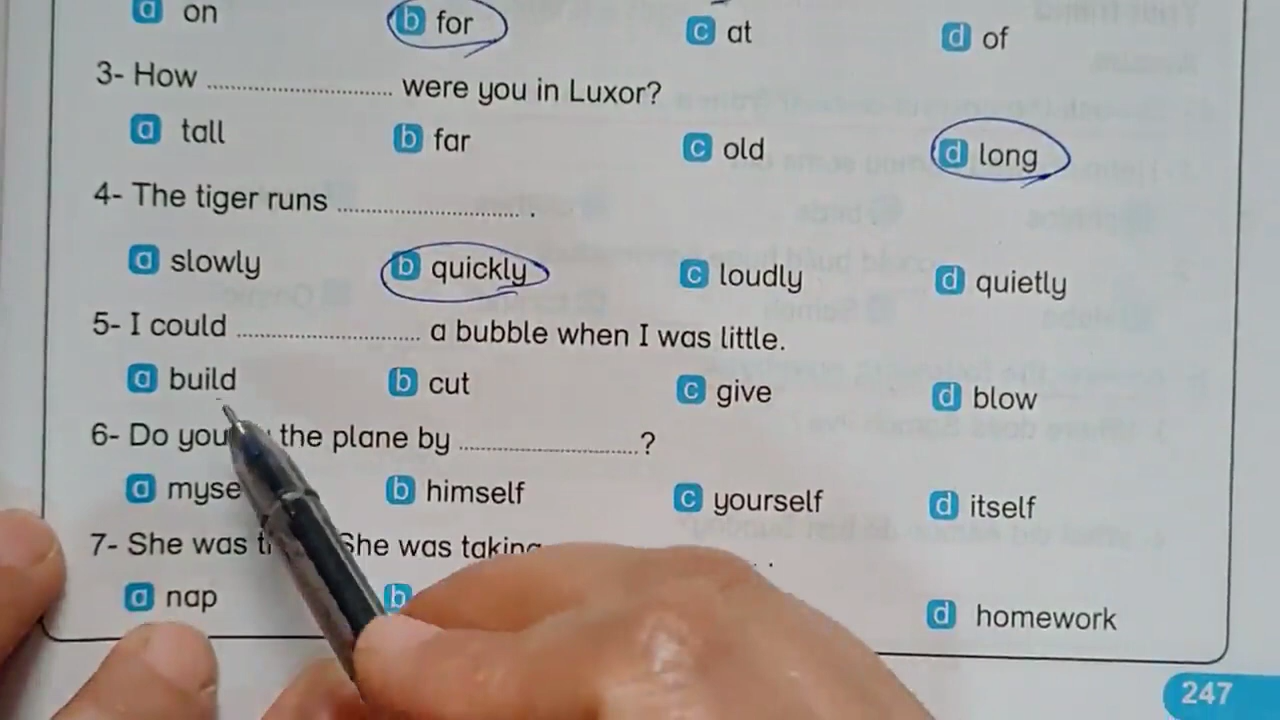 a on b for c at d of
3- How .................... were you in Luxor?
a tall b far c old d long
4- The tiger runs .................... .
a slowly b quickly c loudly d quietly
5- I could .................... a bubble when I was little.
a build b cut c give d blow
6- Do you the plane by .................... ?
a b himself c yourself d itself
7- She was She was taking
a nap b d homework
247